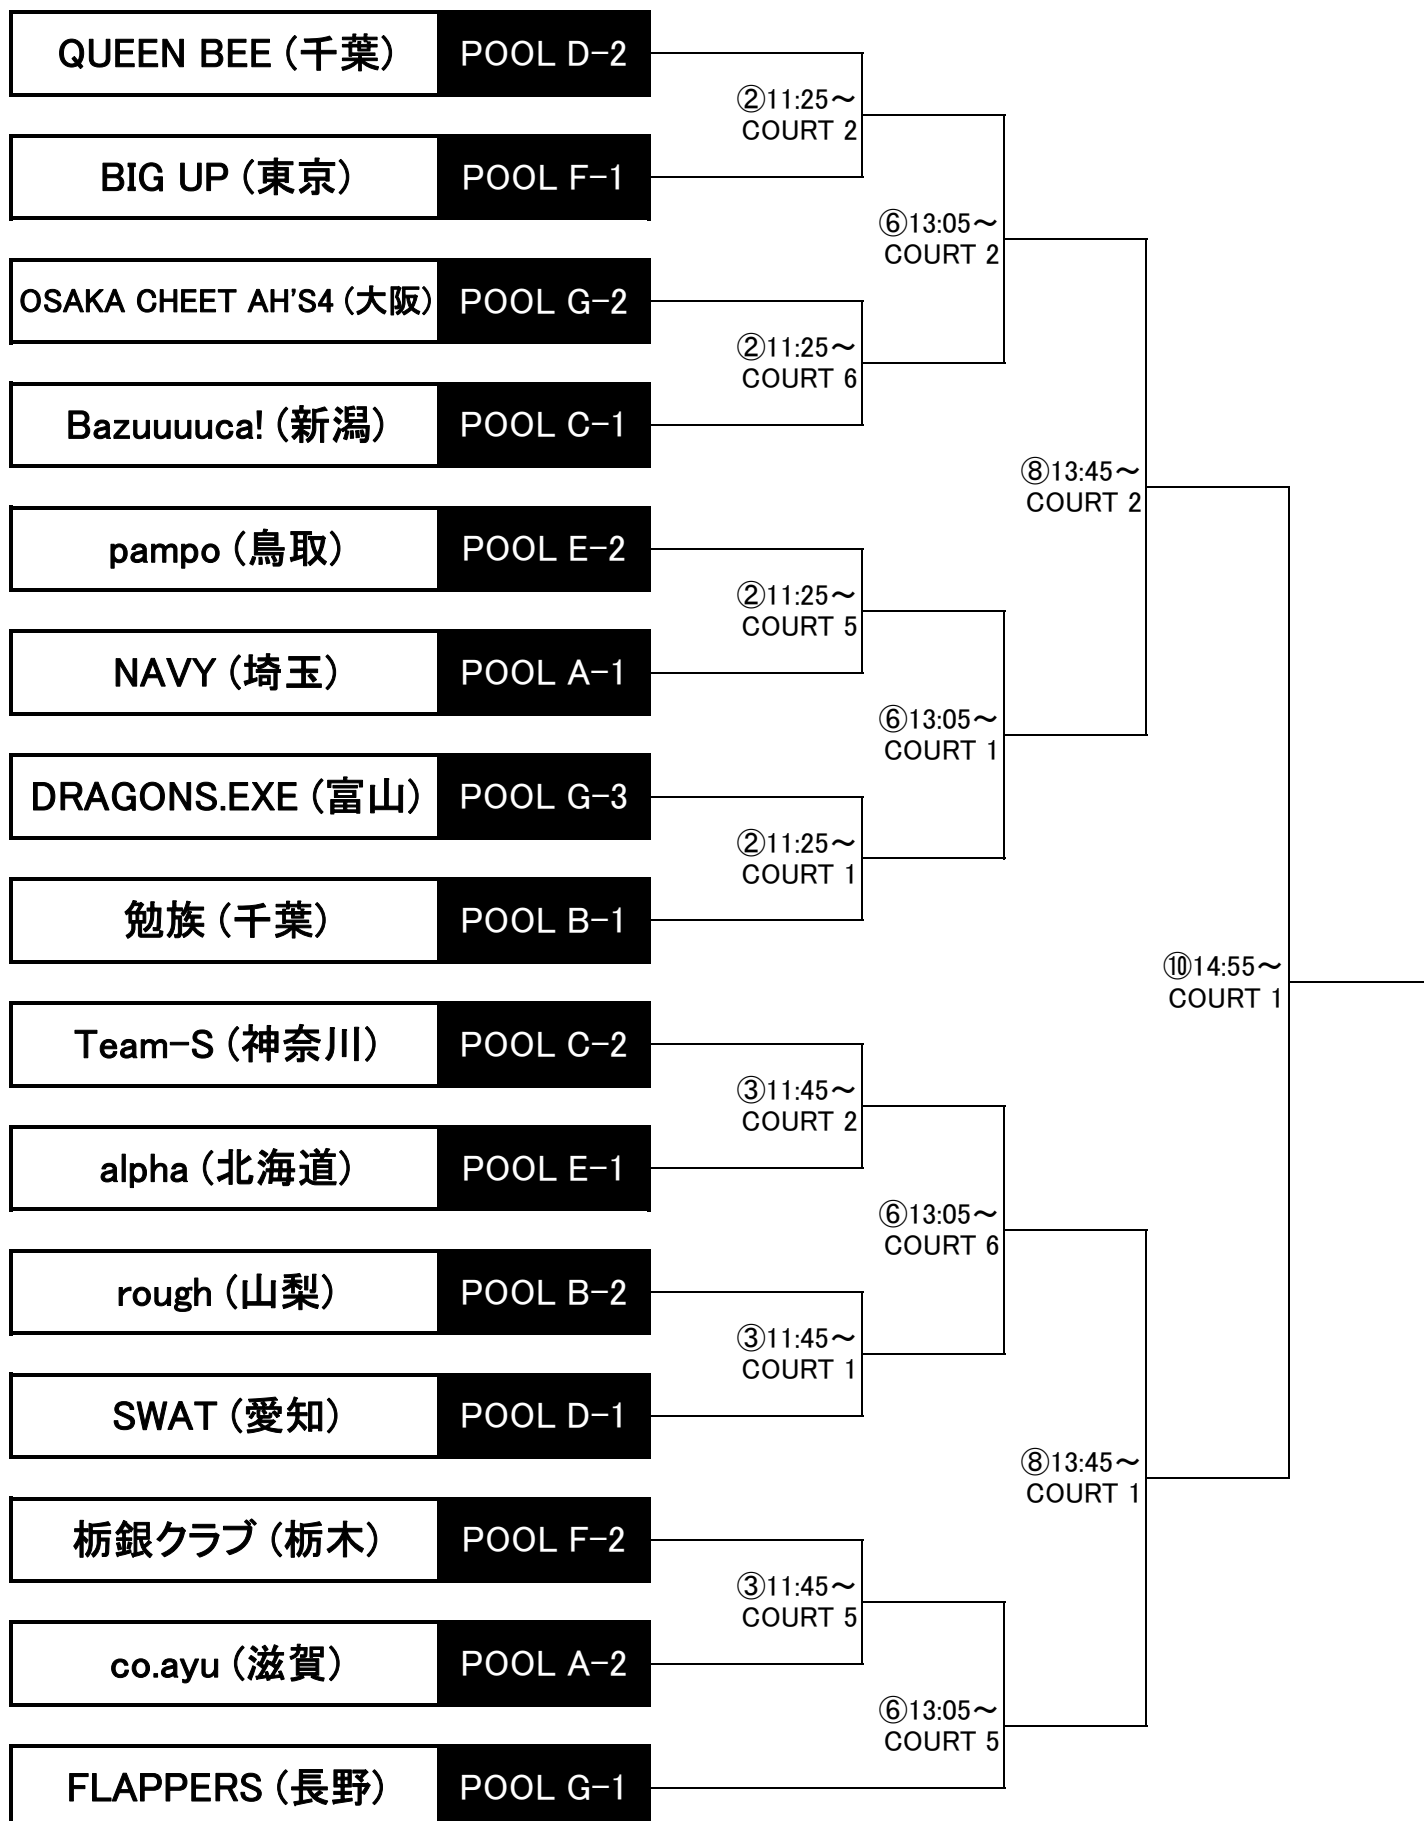 QUEEN BEE (千葉) POOL D-2
②11:25～
COURT 2
BIG UP (東京) POOL F-1
⑥13:05～
COURT 2
OSAKA CHEET AH'S4 (大阪) POOL G-2
②11:25～
COURT 6
Bazuuuuca! (新潟) POOL C-1
⑧13:45～
COURT 2
pampo (鳥取) POOL E-2
②11:25～
COURT 5
NAVY (埼玉) POOL A-1
⑥13:05～
COURT 1
DRAGONS.EXE (富山) POOL G-3
②11:25～
COURT 1
勉族 (千葉) POOL B-1
⑩14:55～
COURT 1
Team-S (神奈川) POOL C-2
③11:45～
COURT 2
alpha (北海道) POOL E-1
⑥13:05～
COURT 6
rough (山梨) POOL B-2
③11:45～
COURT 1
SWAT (愛知) POOL D-1
⑧13:45～
COURT 1
栃銀クラブ (栃木) POOL F-2
③11:45～
COURT 5
co.ayu (滋賀) POOL A-2
⑥13:05～
COURT 5
FLAPPERS (長野) POOL G-1